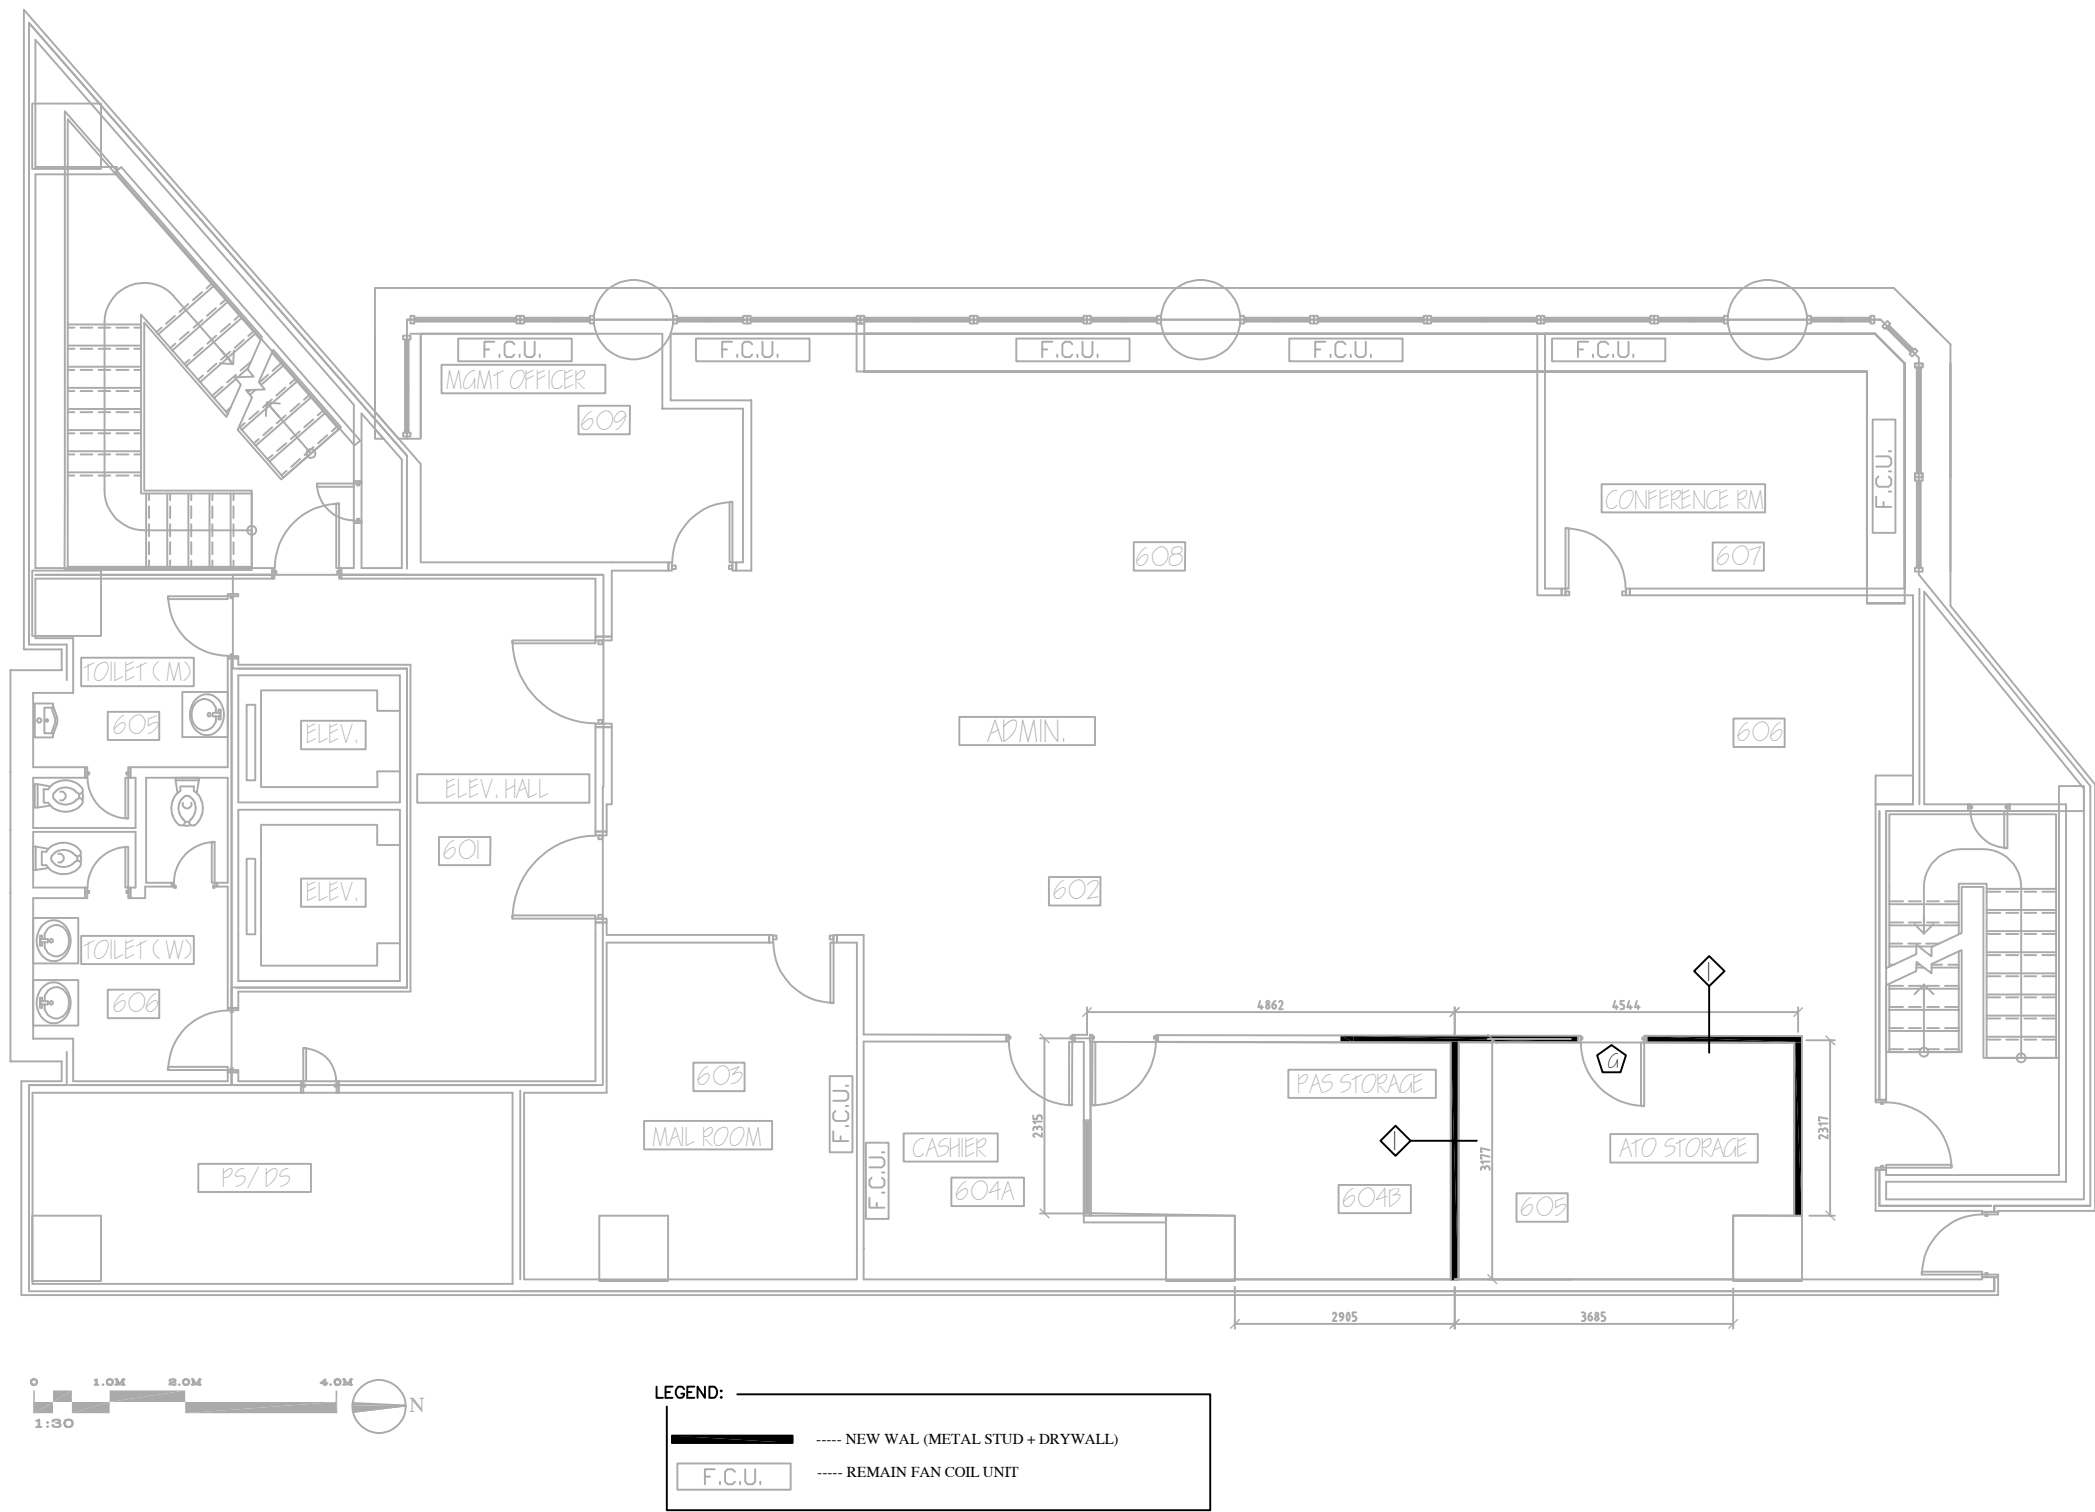 F.C.U.
F.C.U.
F.C.U.
F.C.U.
F.C.U.
MGMT OFFICER
609
F.C.U.
CONFERENCE RM
607
608
TOILET (M)
605
ELEV.
ADMIN.
606
ELEV. HALL
601
ELEV.
602
TOILET (W)
606
4862
4544
603
F.C.U.
MAIL ROOM
F.C.U.
CASHIER
604A
2315
PAS STORAGE
604B
3177
G
ATO STORAGE
605
2317
PS/DS
2905
3685
0 1.0M 2.0M 4.0M
1:30
N
LEGEND:
----- NEW WAL (METAL STUD + DRYWALL)
F.C.U. ----- REMAIN FAN COIL UNIT